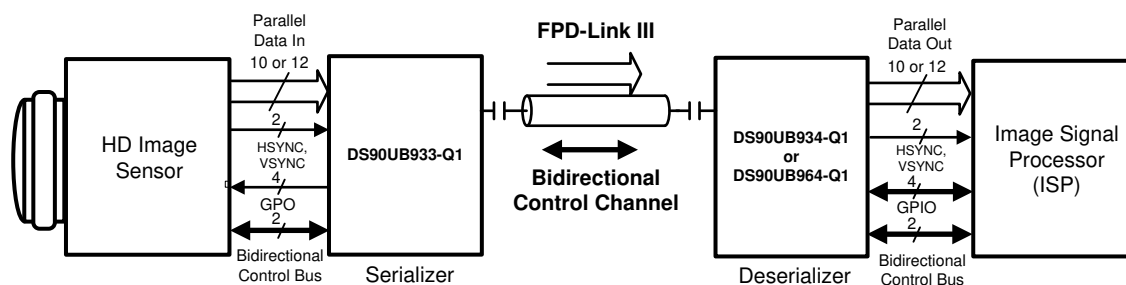 Parallel
Data In
10 or 12
2
HSYNC,
VSYNC
4
GPO
2
Bidirectional
Control Bus
HD Image
Sensor
DS90UB933-Q1
Serializer
FPD-Link III
Bidirectional
Control Channel
DS90UB934-Q1
or
DS90UB964-Q1
Deserializer
Parallel
Data Out
10 or 12
2
HSYNC,
VSYNC
4
GPIO
2
Bidirectional
Control Bus
Image Signal
Processor
(ISP)